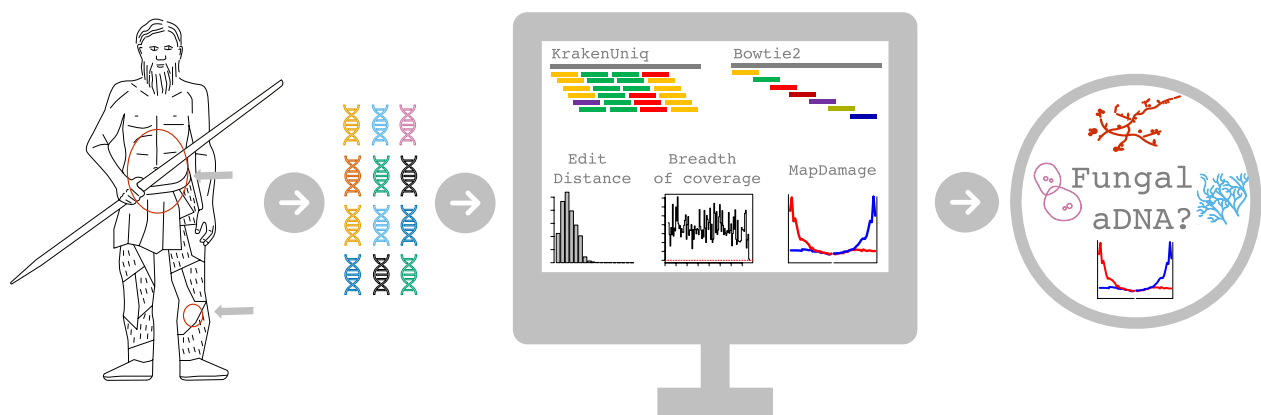 KrakenUniq
Bowtie2
Edit
Distance
Breadth
of coverage
MapDamage
Fungal
aDNA?